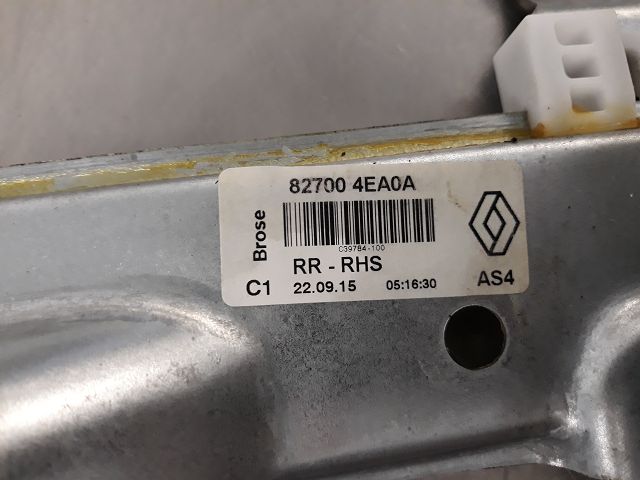 82700 4EA0A
Brose
C39784-100
RR - RHS
C1 22.09.15 05:16:30
AS4